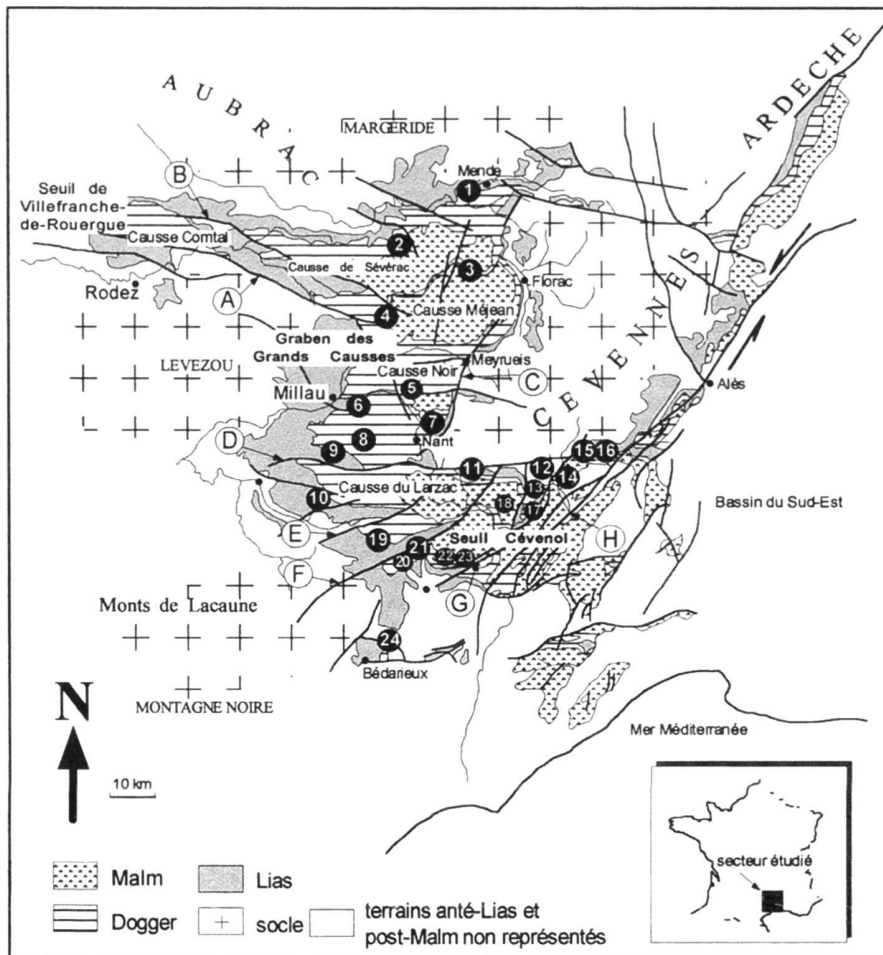 AUBRAC
MARGERIDE
ARDECHE
B
Mende
1
Seuil de
Villefranche-
de-Rouergue
Causse Comtal
2
Causse de Sévérac
3
Florac
Rodez
A
4
Causse Méjean
CEVENNES
Graben des
Grands Causses
LEVEZOU
Meyrueis
Causse Noir
C
Alès
Millau
5
6
7
D
8
Nant
9
15
16
11
12
14
Causse du Larzac
13
10
18
17
Bassin du Sud-Est
E
19
21
Seuil Cévenol
H
F
20
22
23
G
Monts de Lacaune
24
Bédarieux
MONTAGNE NOIRE
N
Mer Méditerranée
10 km
secteur étudié
Malm
Lias
Dogger
socle
terrains anté-Lias et
post-Malm non représentés